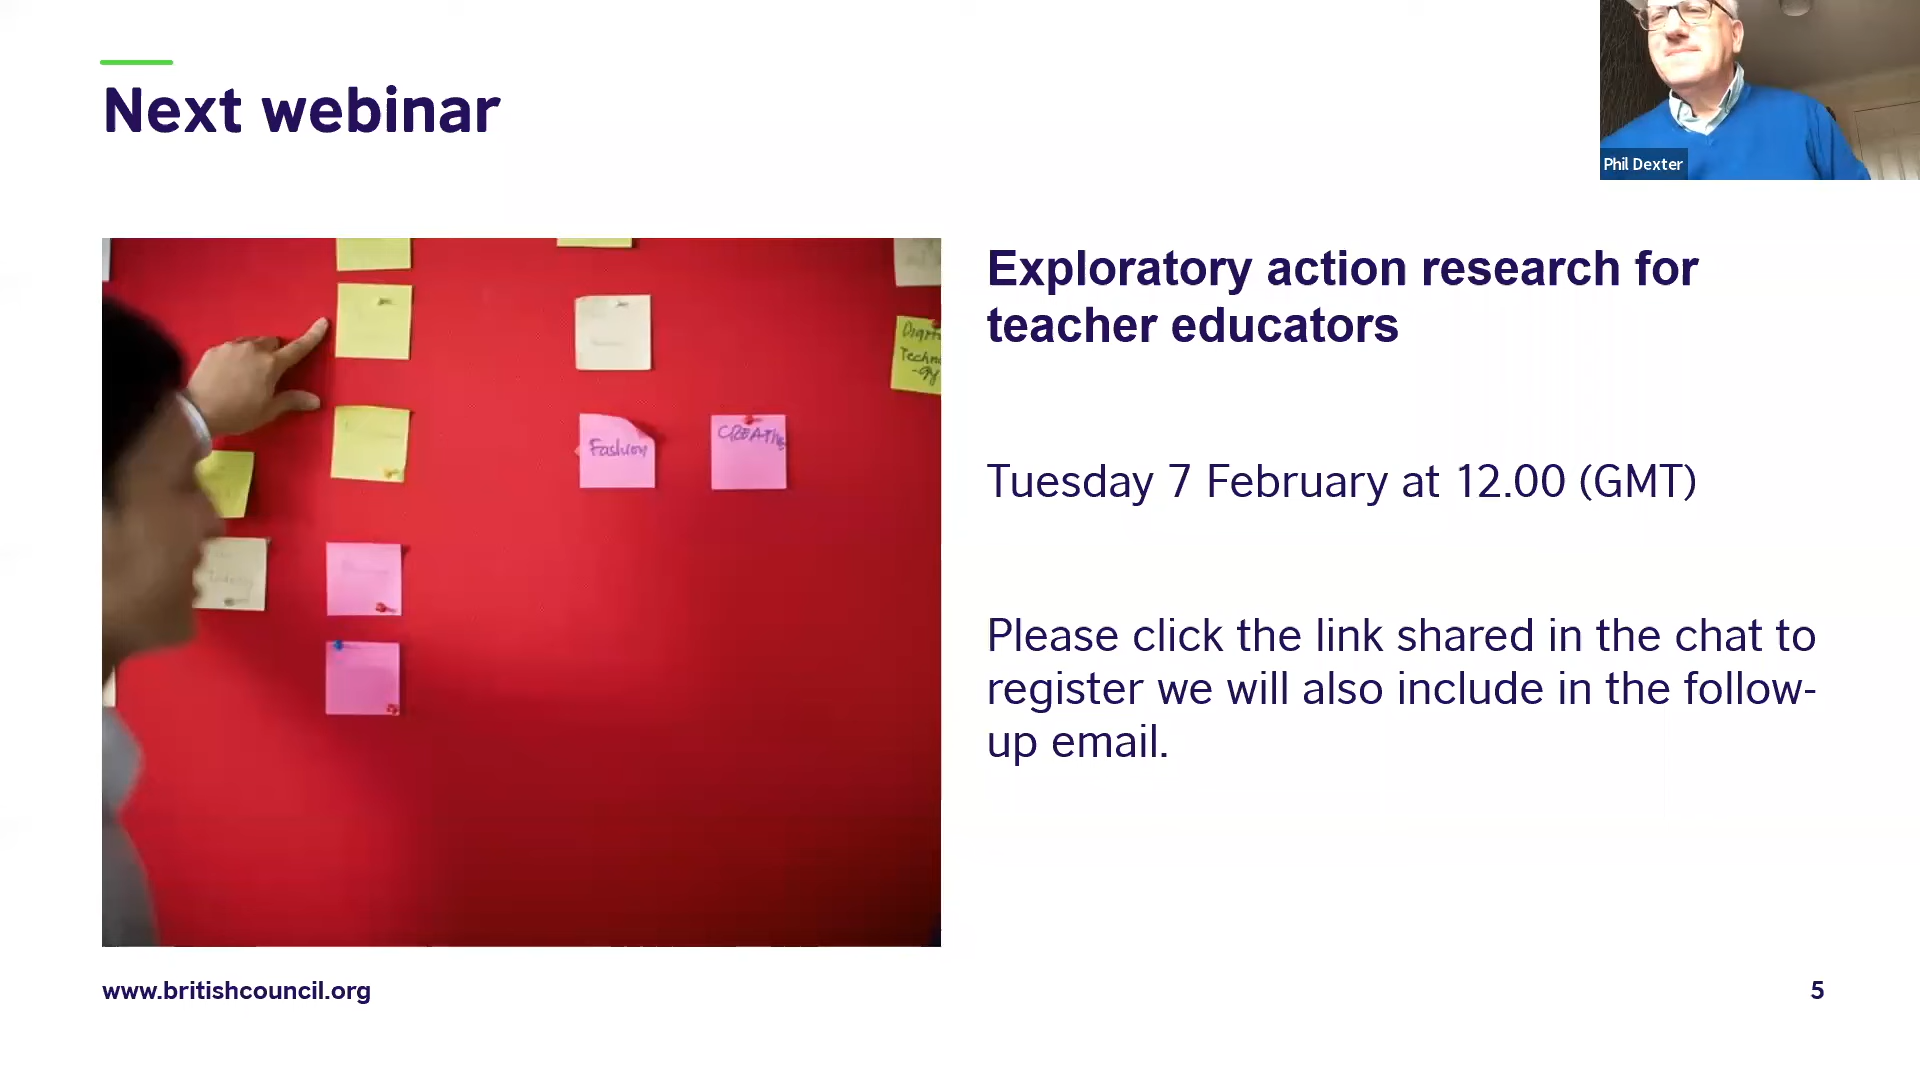 Next webinar
Phil Dexter
Exploratory action research for
teacher educators
Tuesday 7 February at 12.00 (GMT)
Please click the link shared in the chat to
register we will also include in the follow-
up email.
Fashion
www.britishcouncil.org
5